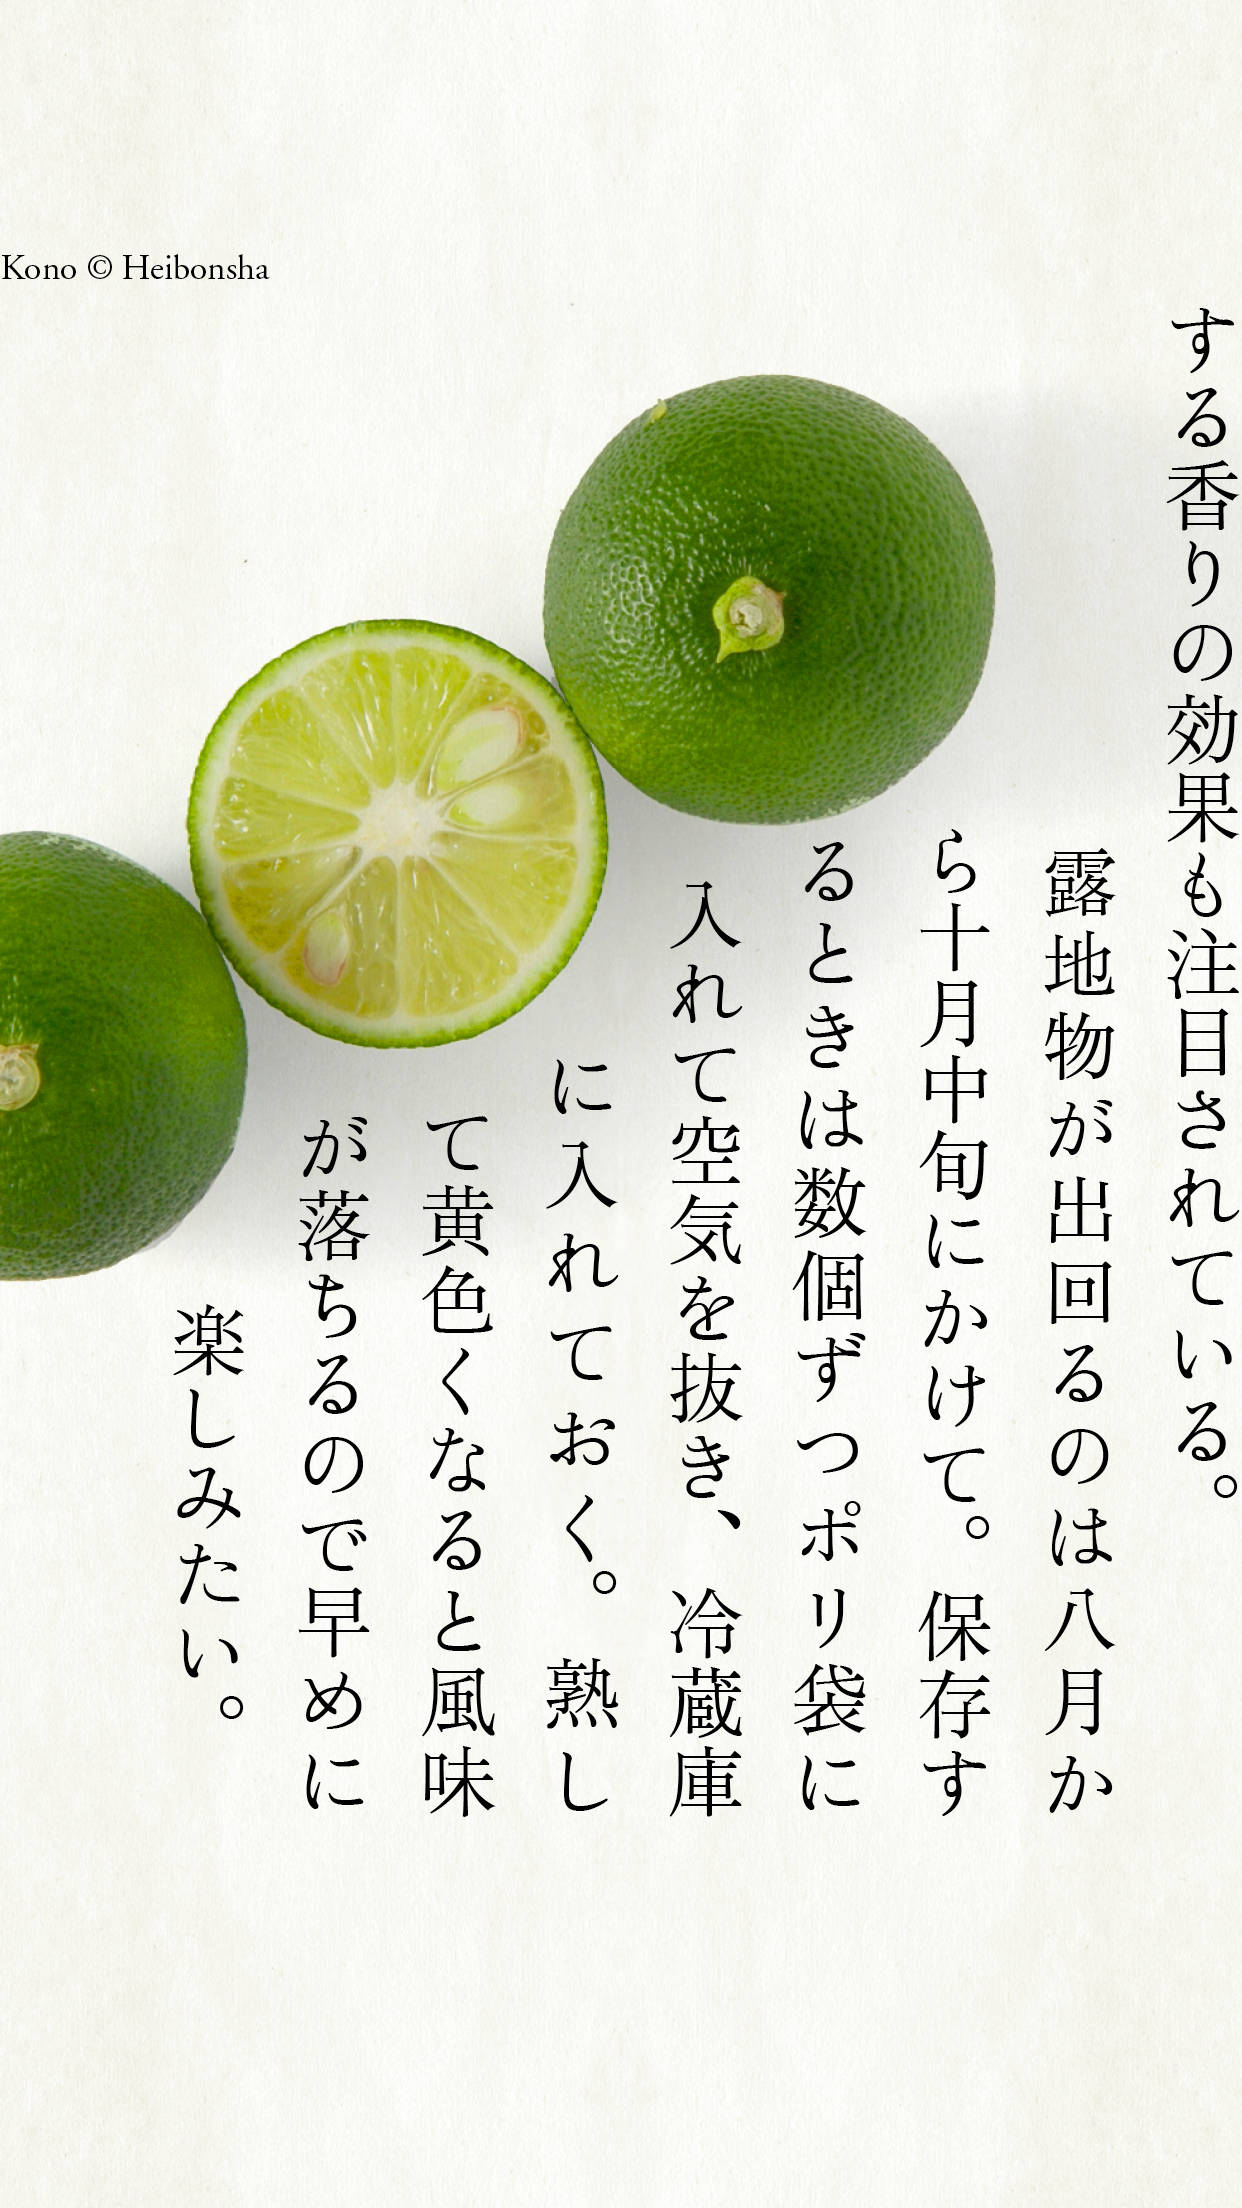 Kono © Heibonsha
する香りの効果も注目されている。
露地物が出回るのは八月か
ら十月中旬にかけて。保存す
るときは数個ずつポリ袋に
入れて空気を抜き、冷蔵庫
に入れておく。熟し
て黄色くなると風味
が落ちるので早めに
楽しみたい。